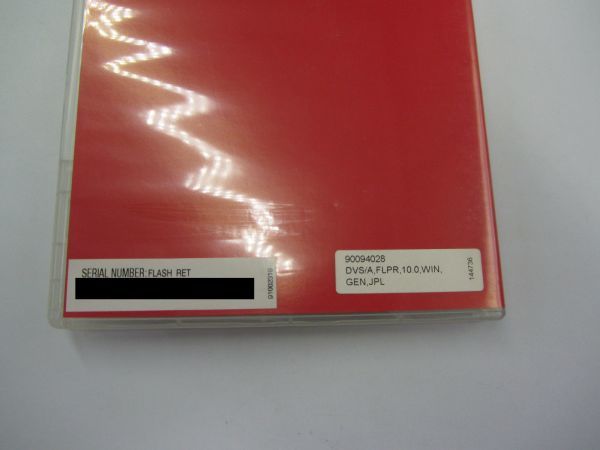 SERIAL NUMBER:FLASH RET
90094028
DVS/A,FLPR,10.0,WIN,
GEN,JPL
144736